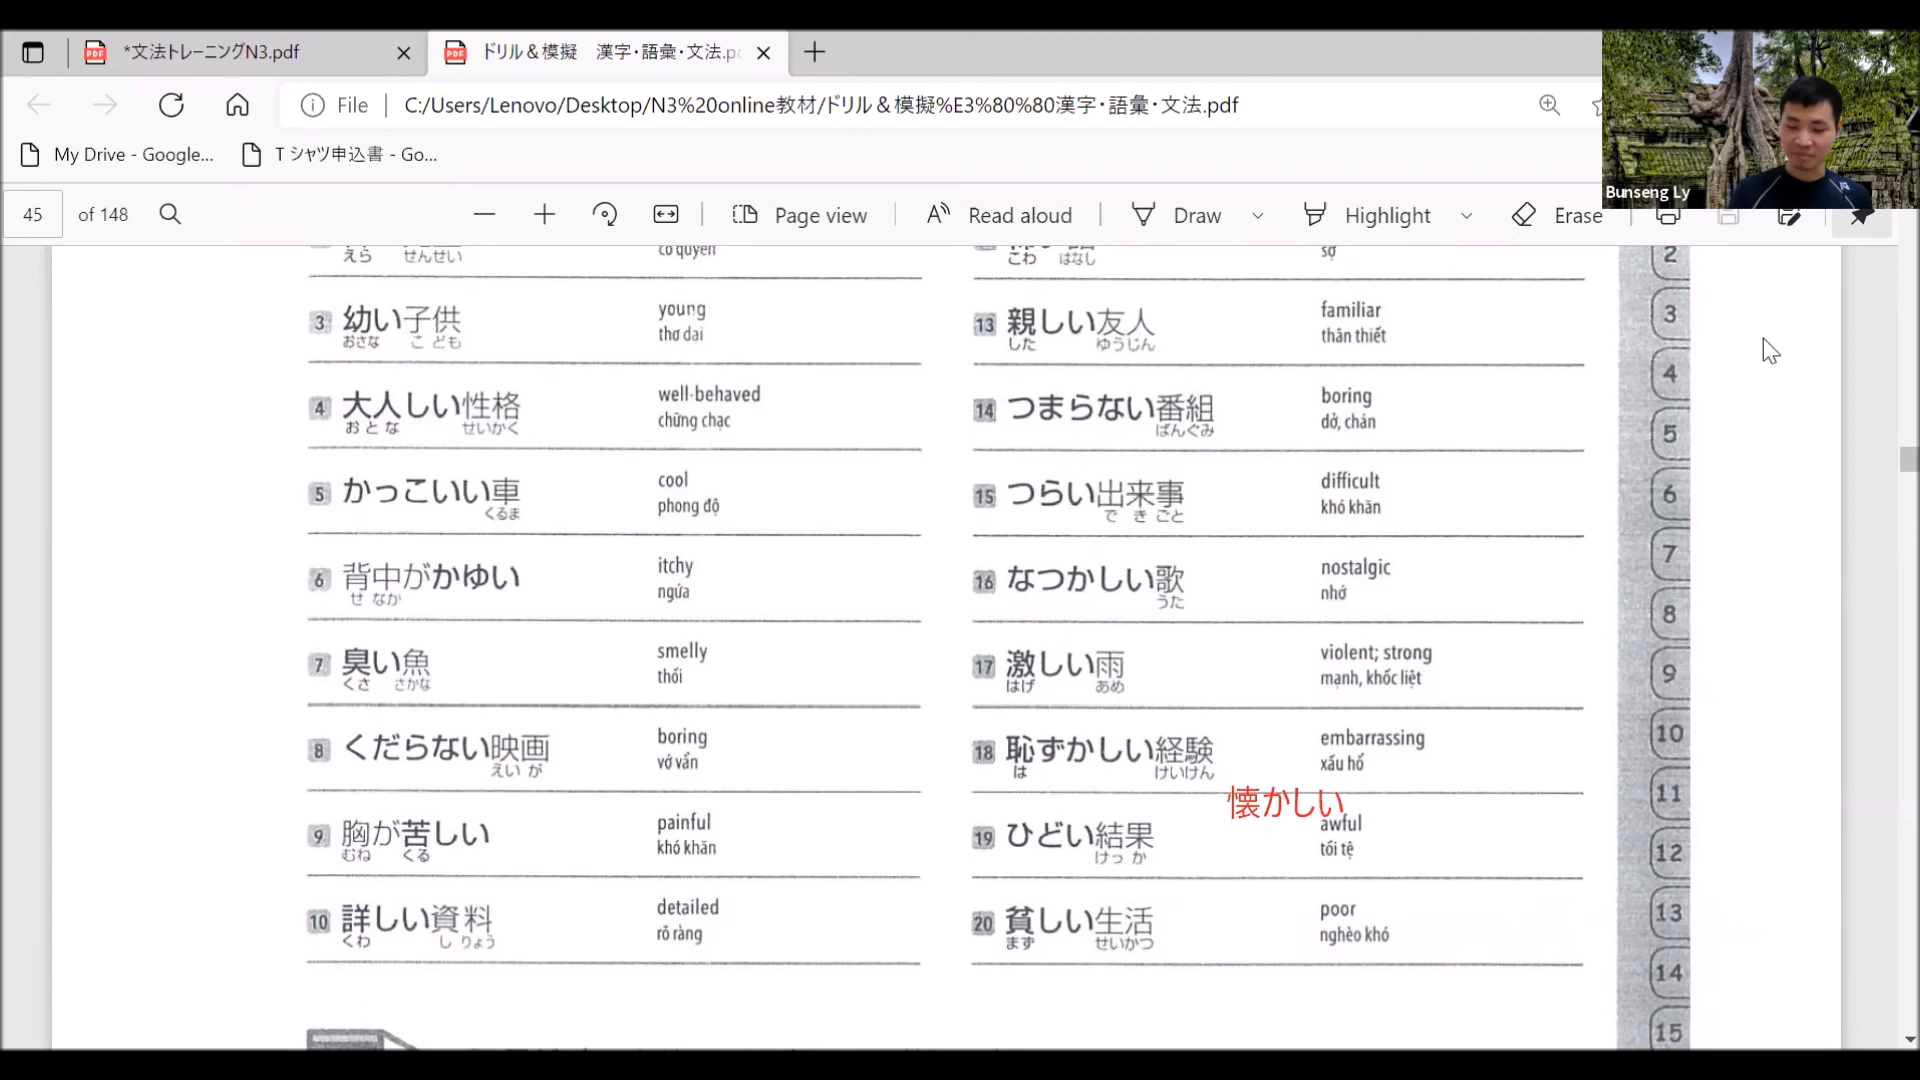 *文法トレーニングN3.pdf
ドリル＆模擬　漢字・語彙・文法.p
File
C:/Users/Lenovo/Desktop/N3%20online教材/ドリル＆模擬%E3%80%80漢字・語彙・文法.pdf
My Drive - Google...
Tシャツ申込書 - Go...
Bunseng Ly
45
of 148
Page view
Read aloud
Draw
Highlight
Erase
えら せんせい
có quyền
こわ はなし
sợ
3 幼い子供
おさな こ ども
young
thơ dại
4 大人しい性格
おとな せいかく
well-behaved
chững chạc
5 かっこいい車
くるま
cool
phong độ
6 背中がかゆい
せ なか
itchy
ngứa
7 臭い魚
くさ さかな
smelly
thối
8 くだらない映画
えい が
boring
vớ vẩn
9 胸が苦しい
むね くる
painful
khó khăn
10 詳しい資料
くわ し りょう
detailed
rõ ràng
13 親しい友人
した ゆうじん
familiar
thân thiết
14 つまらない番組
ばんぐみ
boring
dở, chán
15 つらい出来事
で き ごと
difficult
khó khăn
16 なつかしい歌
うた
nostalgic
nhớ
17 激しい雨
はげ あめ
violent; strong
mạnh, khốc liệt
18 恥ずかしい経験
は けいけん
embarrassing
xấu hổ
懐かしい
19 ひどい結果
けっ か
awful
tồi tệ
20 貧しい生活
まず せいかつ
poor
nghèo khó
2
3
4
5
6
7
8
9
10
11
12
13
14
15